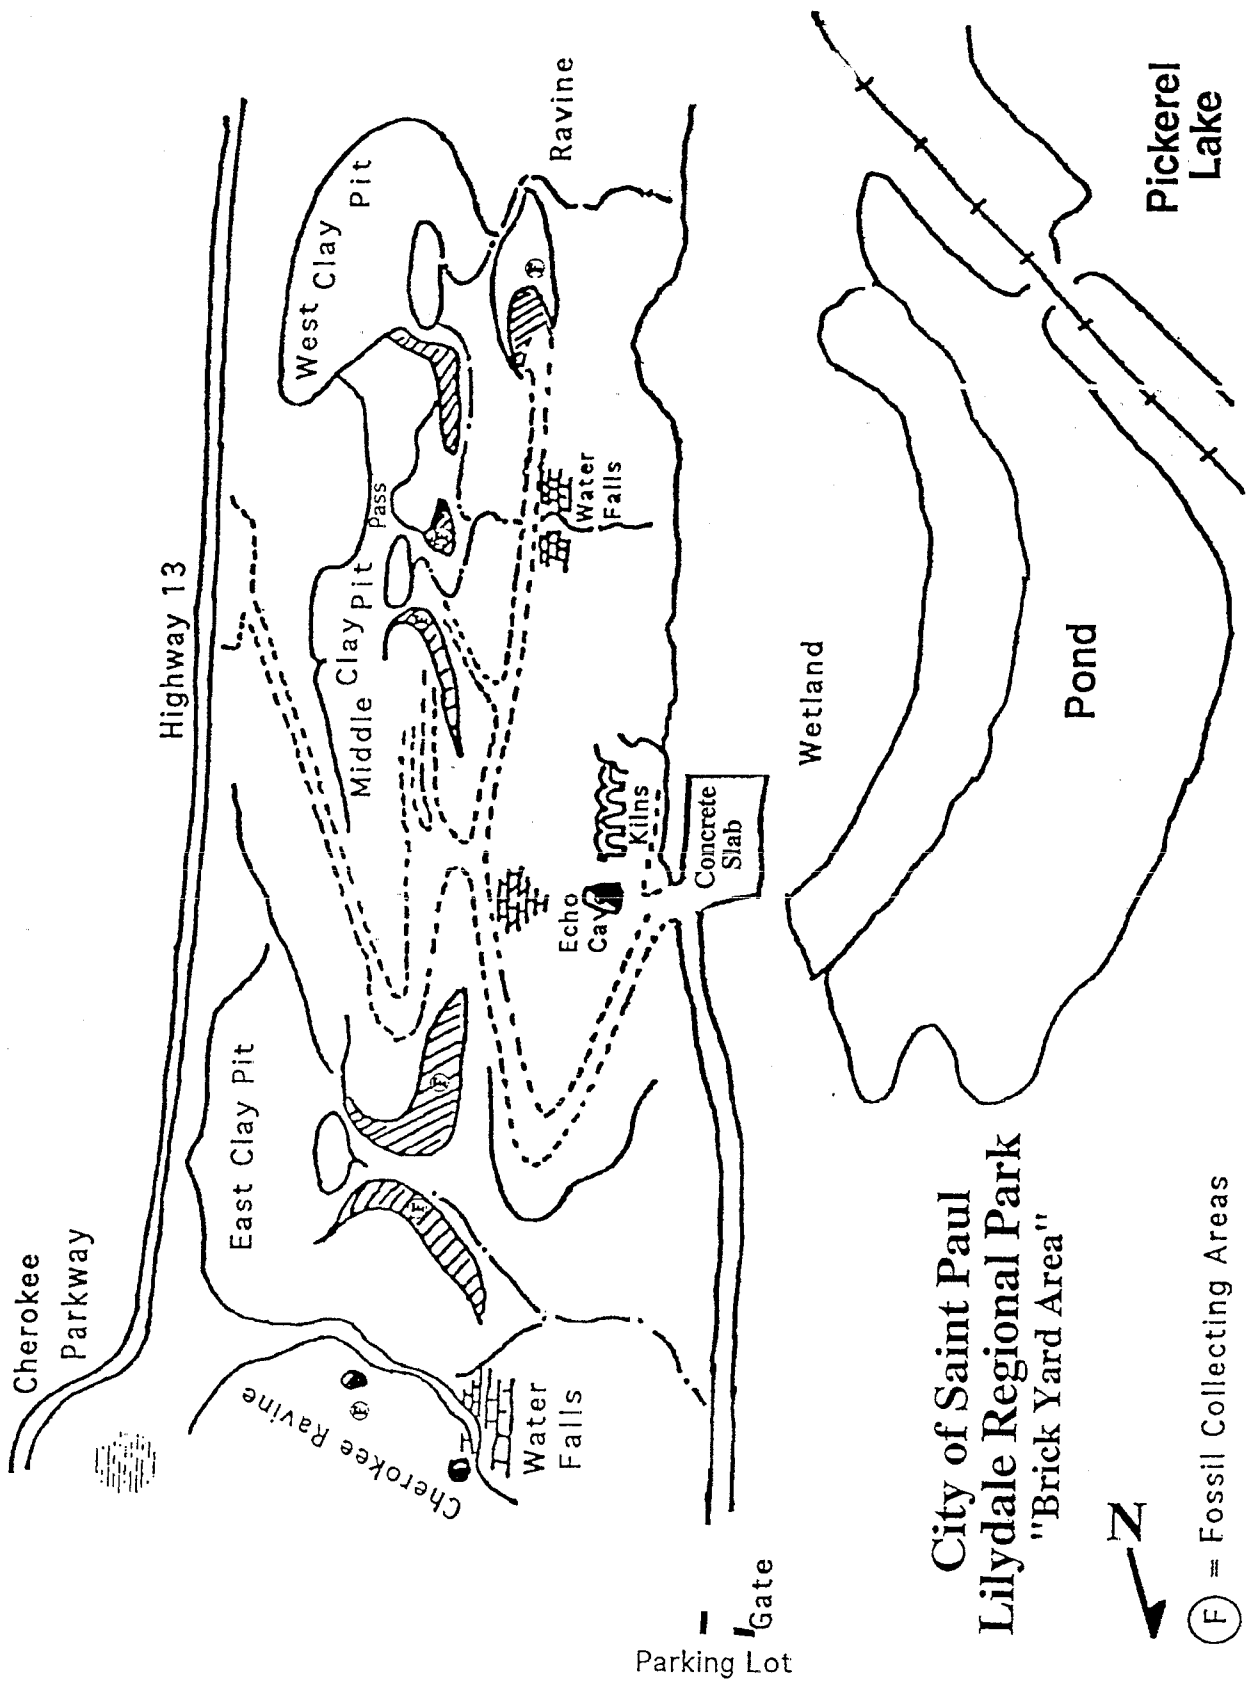 Cherokee
Parkway
Highway 13
East Clay Pit
Middle
Clay
Pit
Pass
West
Clay
Pit
Ravine
Cherokee Ravine
F
F
F
F
F
Water
Falls
Water
Falls
Echo
Cave
Kilns
Concrete
Slab
Wetland
Pond
Pickerel
Lake
City of Saint Paul
Lilydale Regional Park
"Brick Yard Area"
N
F = Fossil Collecting Areas
Gate
Parking Lot